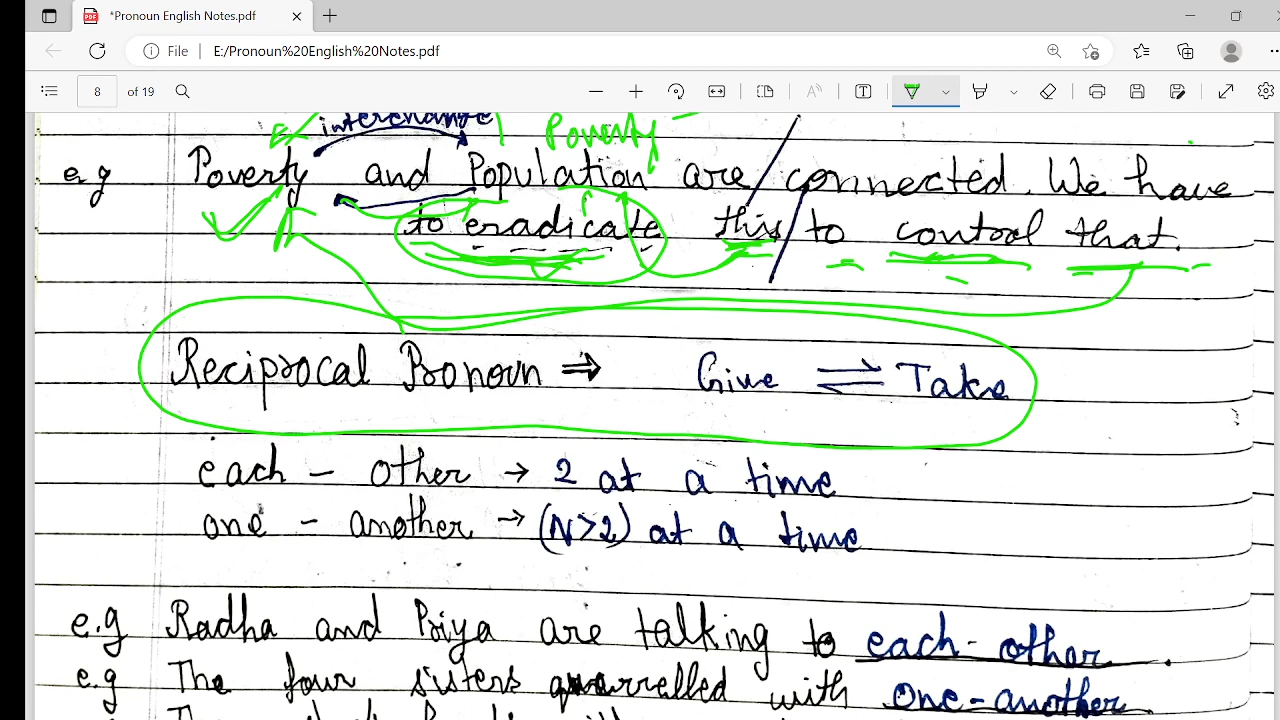 *Pronoun English Notes.pdf
File E:/Pronoun%20English%20Notes.pdf
8 of 19
interchange Poverty
e.g Poverty and Population are connected. We have
to eradicate this to control that.
Reciprocal Pronoun ⇒ Give ⇌ Take
each - other → 2 at a time
one - another → (N>2) at a time
e.g Radha and Priya are talking to each-other.
e.g The four sisters quarrelled with one-another.